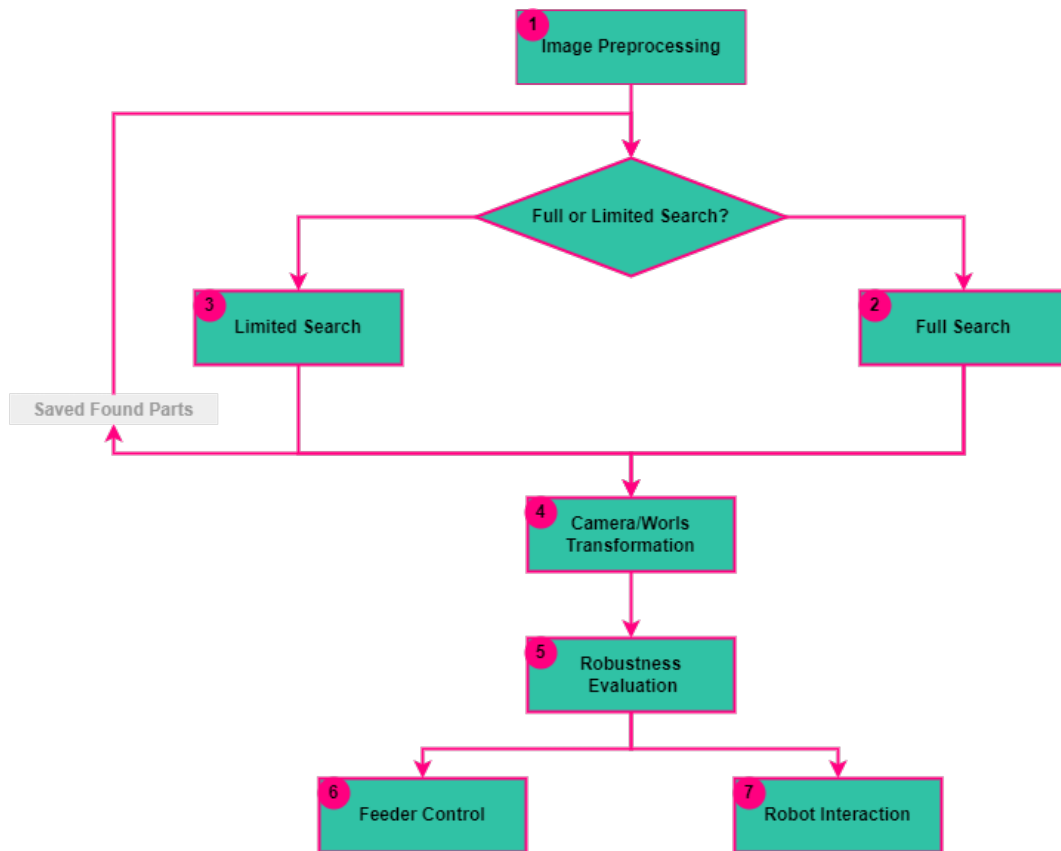 1
Image Preprocessing
Full or Limited Search?
3
Limited Search
2
Full Search
Saved Found Parts
4
Camera/Worls
Transformation
5
Robustness
Evaluation
6
Feeder Control
7
Robot Interaction